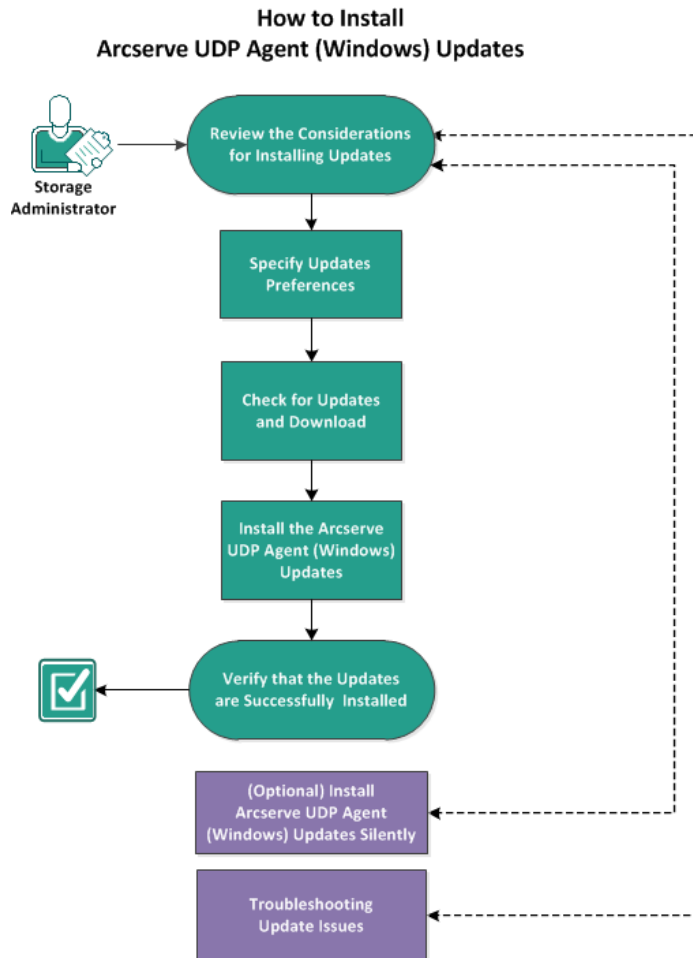 How to Install
Arcserve UDP Agent (Windows) Updates
Review the Considerations
for Installing Updates
Storage
Administrator
Specify Updates
Preferences
Check for Updates
and Download
Install the Arcserve
UDP Agent (Windows)
Updates
Verify that the Updates
are Successfully Installed
(Optional) Install
Arcserve UDP Agent
(Windows) Updates Silently
Troubleshooting
Update Issues